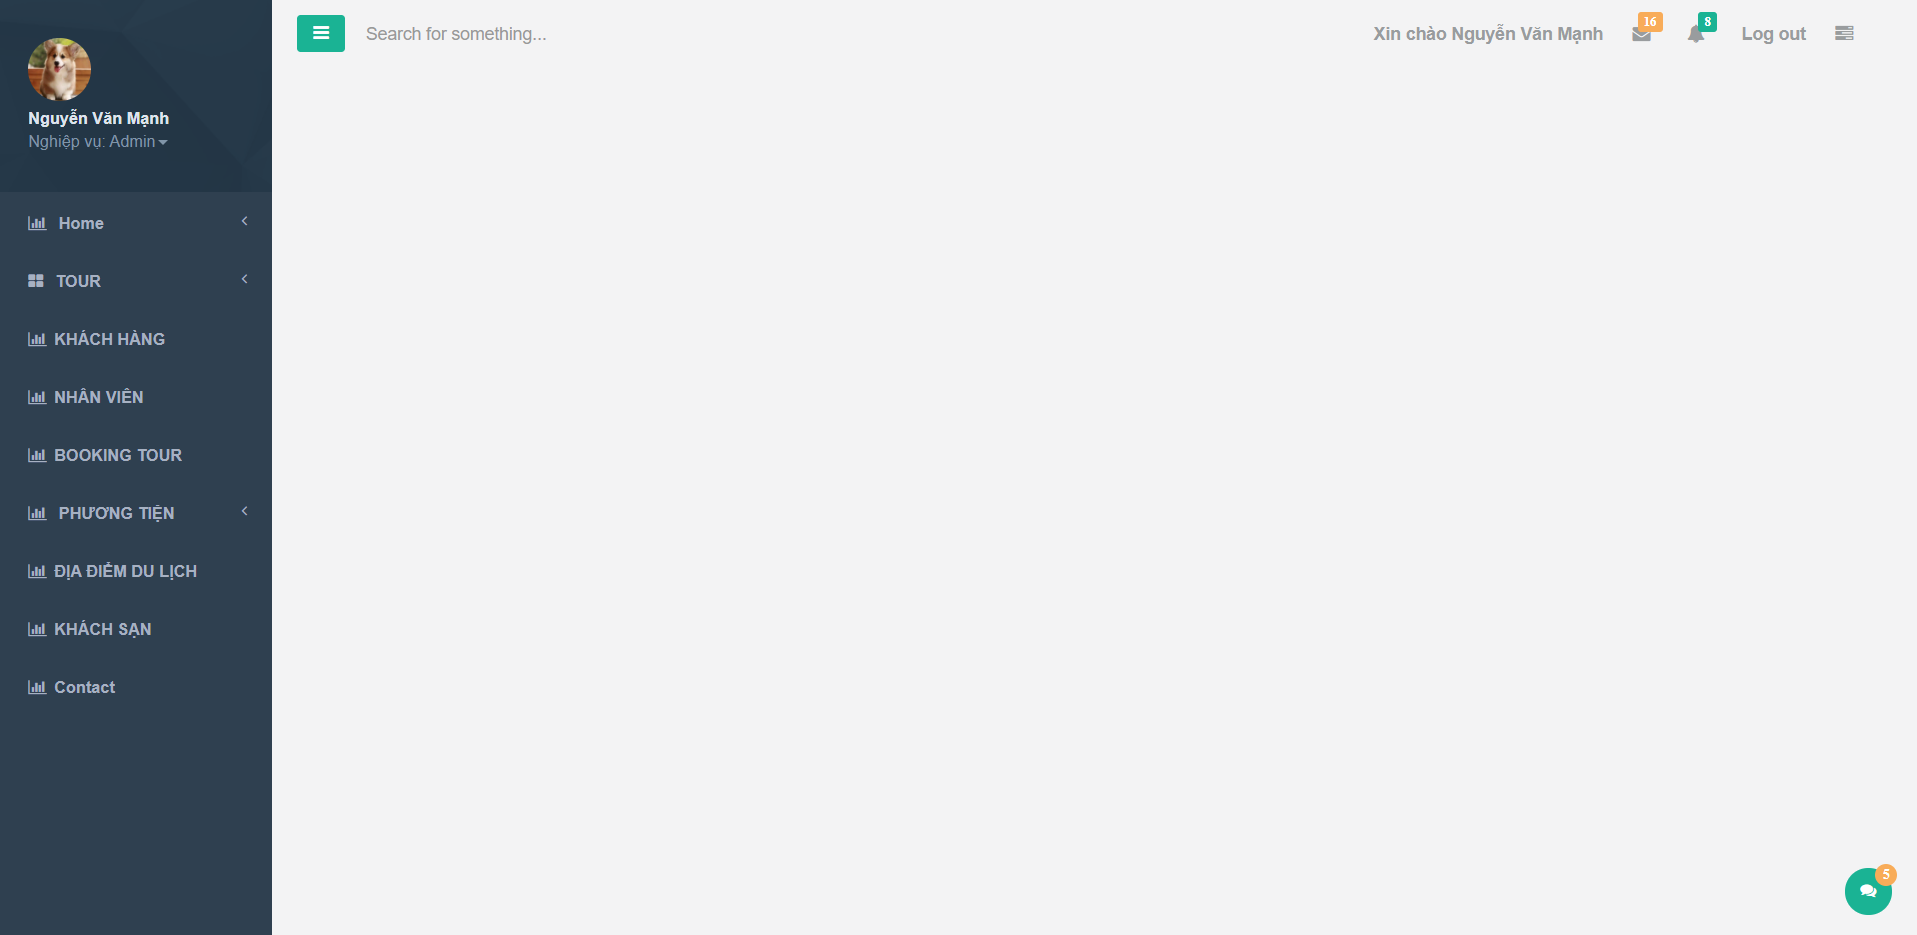 Nguyễn Văn Mạnh
Nghiệp vụ: Admin
Home
TOUR
KHÁCH HÀNG
NHÂN VIÊN
BOOKING TOUR
PHƯƠNG TIỆN
ĐỊA ĐIỂM DU LỊCH
KHÁCH SẠN
Contact
Search for something...
Xin chào Nguyễn Văn Mạnh
16
8
Log out
5